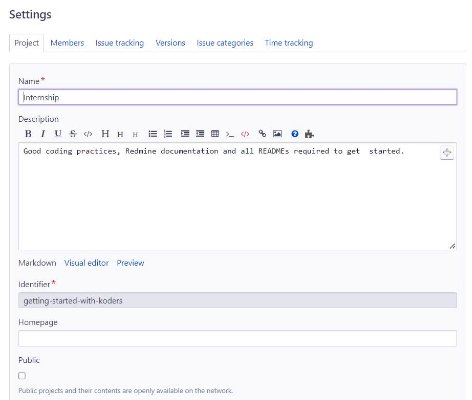 Settings
Project Members Issue tracking Versions Issue categories Time tracking
Name*
Internship
Description
B I U S </> H H H >_ </> ?
Good coding practices, Redmine documentation and all READMEs required to get  started.
Markdown Visual editor Preview
Identifier*
getting-started-with-koders
Homepage
Public
Public projects and their contents are openly available on the network.